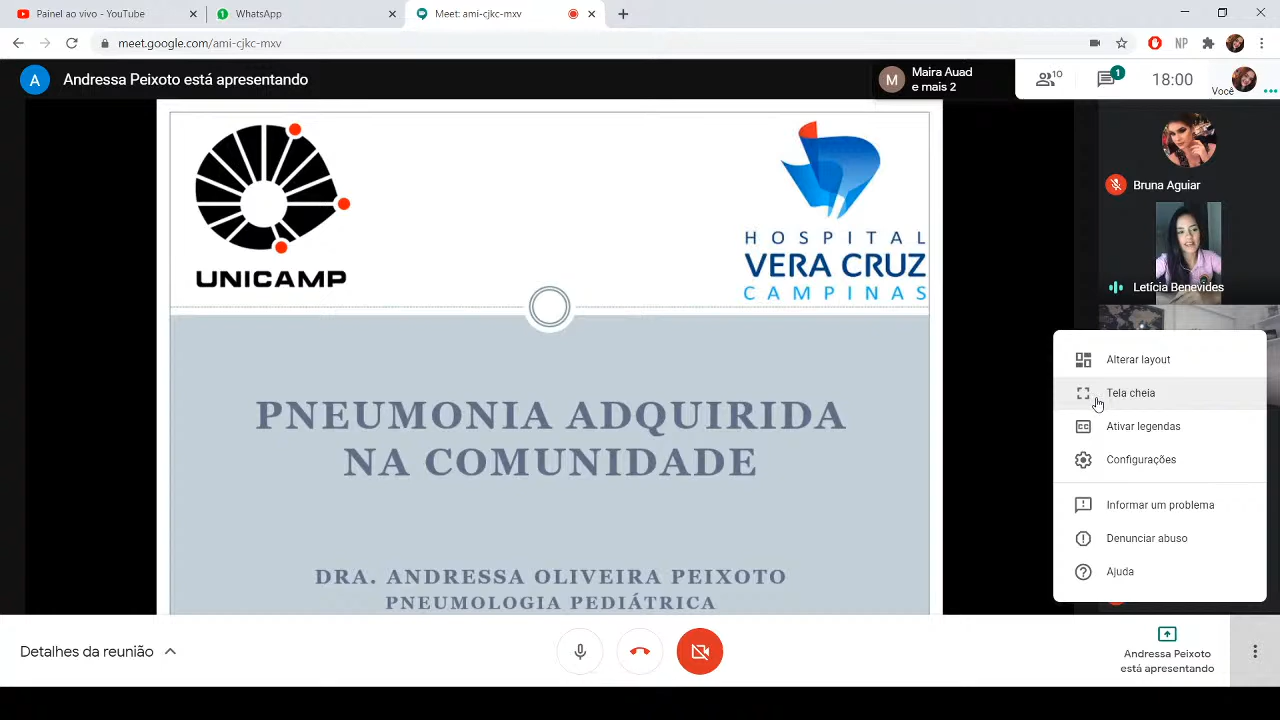 Painel ao vivo - YouTube
1
WhatsApp
Meet: ami-cjkc-mxv
meet.google.com/ami-cjkc-mxv
NP
A
Andressa Peixoto está apresentando
M
Maira Auad
e mais 2
10
1
18:00
Você
UNICAMP
HOSPITAL
VERA CRUZ
CAMPINAS
Bruna Aguiar
Letícia Benevides
PNEUMONIA ADQUIRIDA
NA COMUNIDADE
DRA. ANDRESSA OLIVEIRA PEIXOTO
PNEUMOLOGIA PEDIÁTRICA
Alterar layout
Tela cheia
CC
Ativar legendas
Configurações
Informar um problema
Denunciar abuso
Ajuda
Detalhes da reunião
Andressa Peixoto
está apresentando